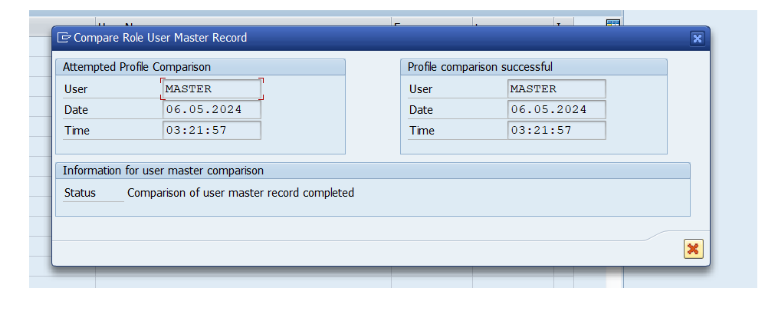 Compare Role User Master Record
Attempted Profile Comparison
User MASTER
Date 06.05.2024
Time 03:21:57
Profile comparison successful
User MASTER
Date 06.05.2024
Time 03:21:57
Information for user master comparison
Status Comparison of user master record completed